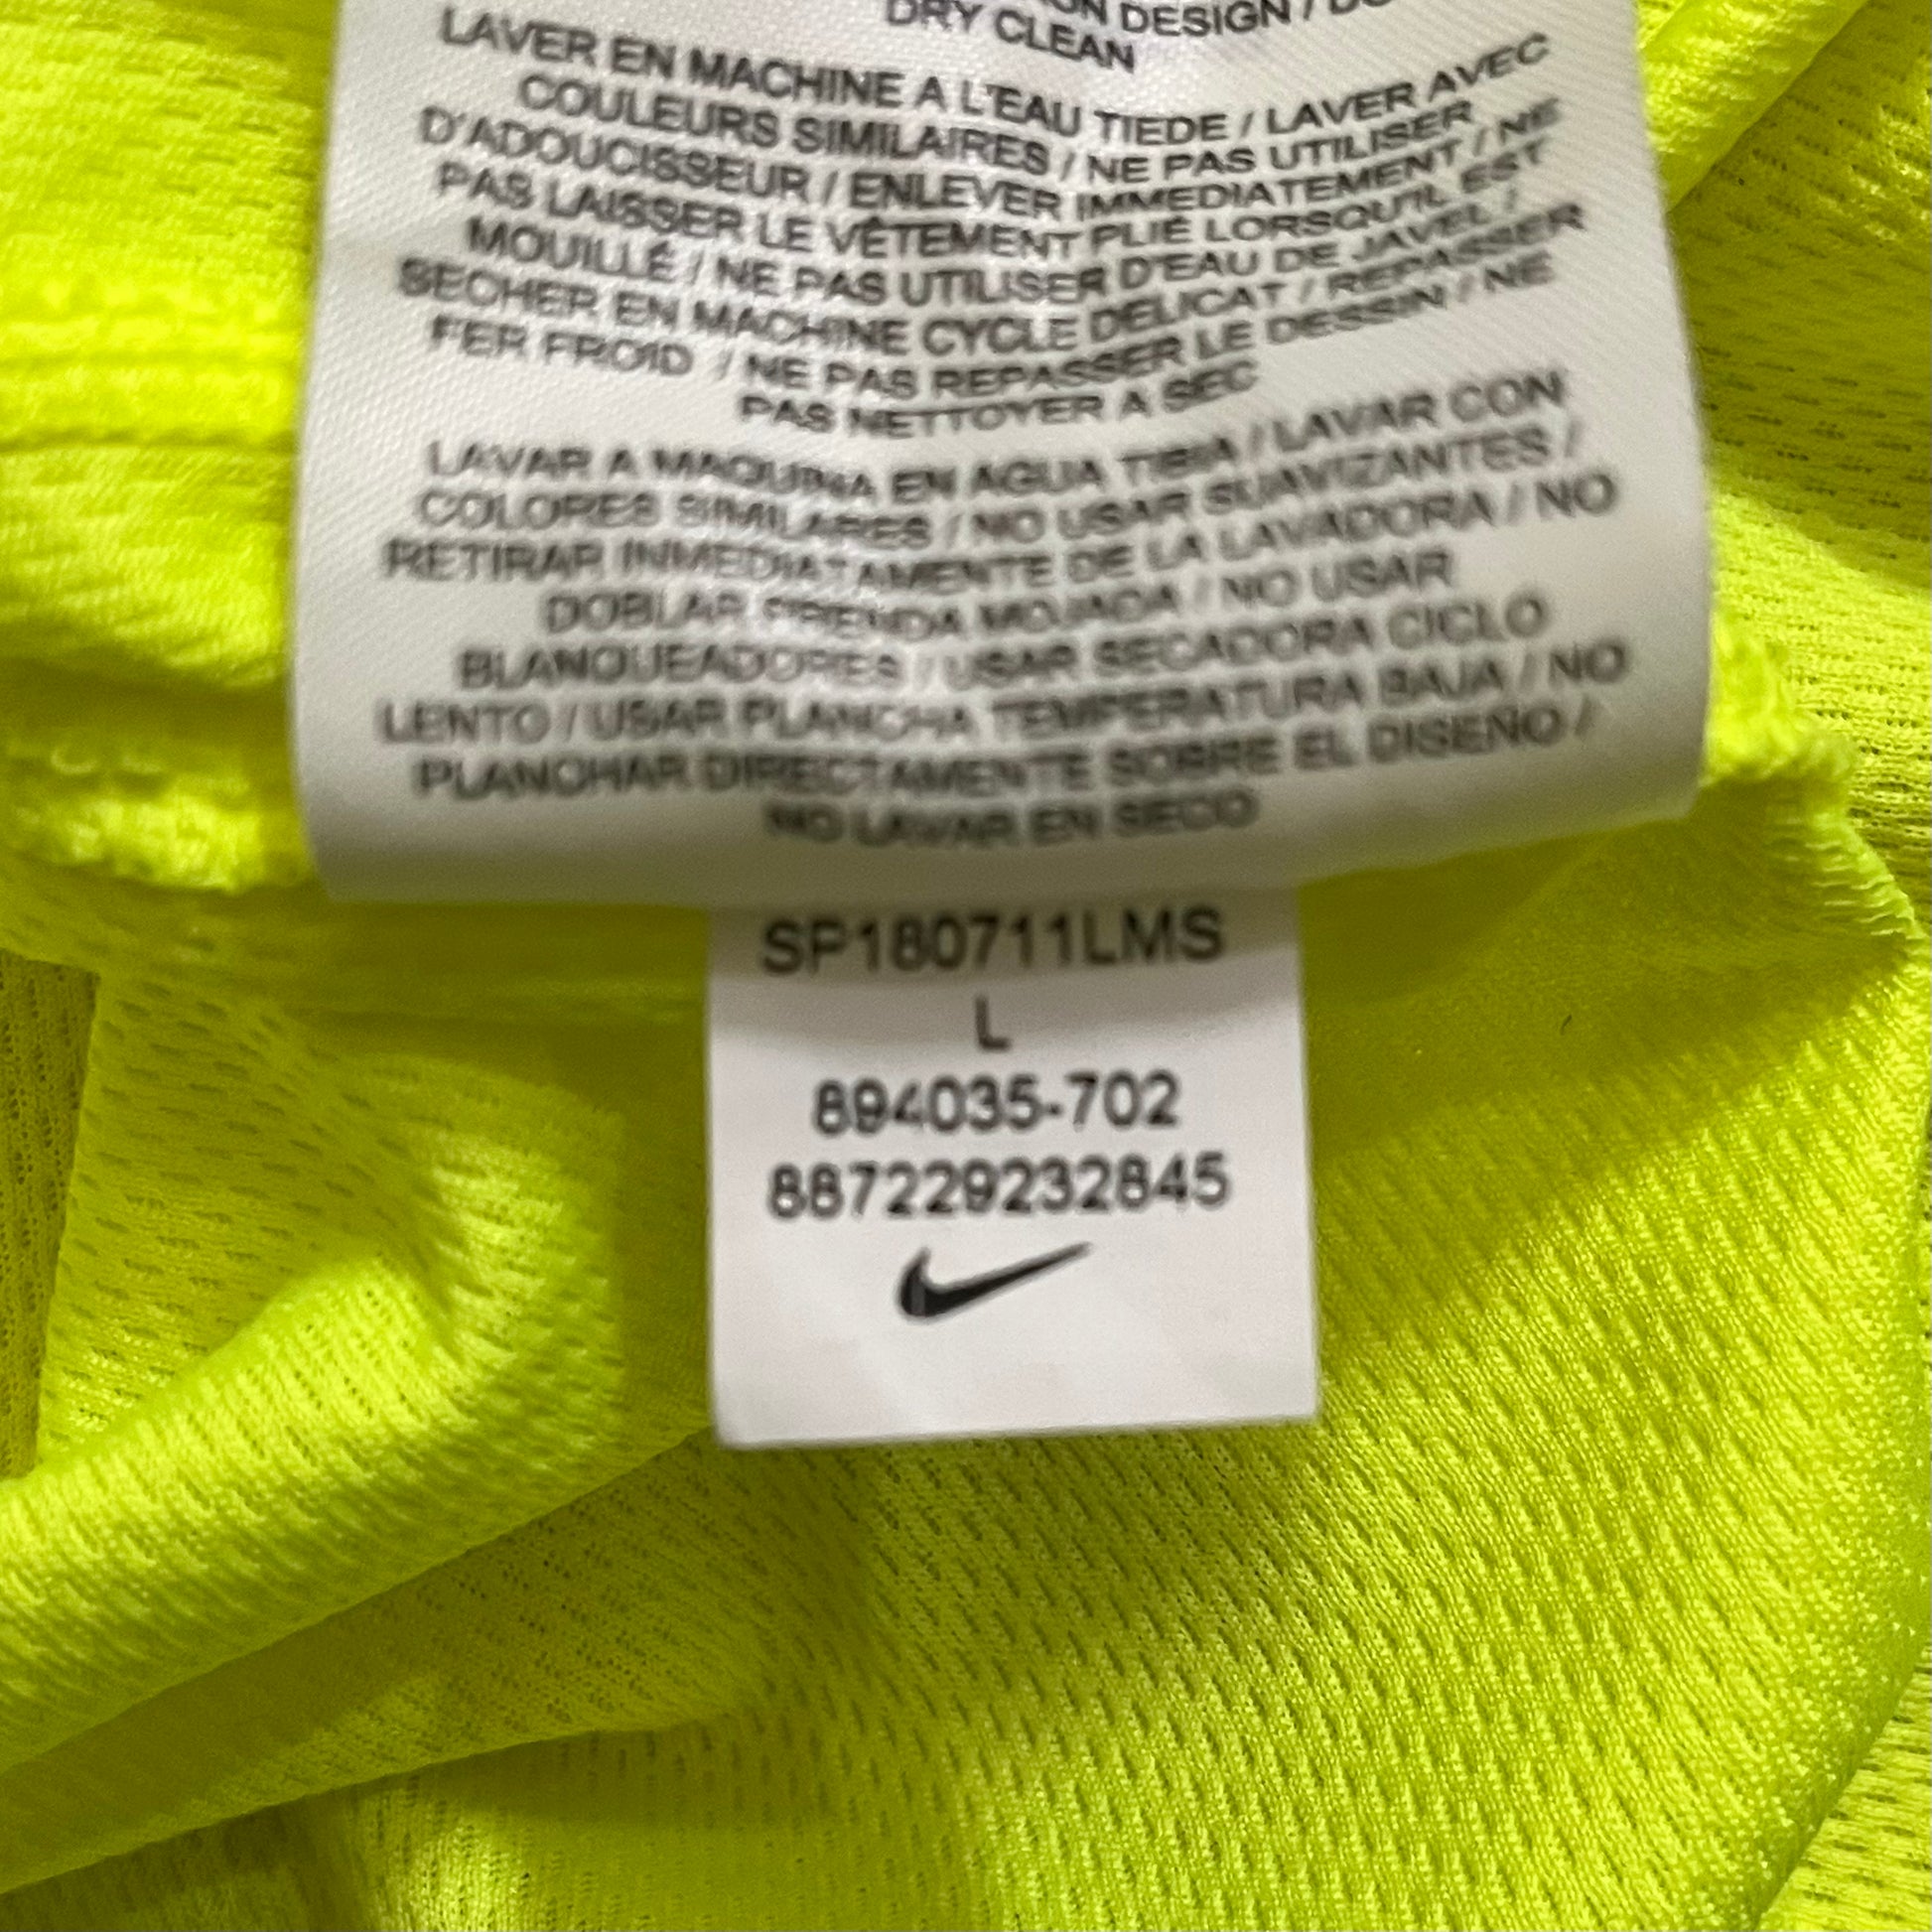 ON DESIGN / DO
DRY CLEAN
LAVER EN MACHINE A L'EAU TIEDE / LAVER AVEC
COULEURS SIMILAIRES / NE PAS UTILISER
D'ADOUCISSEUR / ENLEVER IMMEDIATEMENT / NE
PAS LAISSER LE VÊTEMENT PLIÉ LORSQU'IL EST
MOUILLÉ / NE PAS UTILISER D'EAU DE JAVEL /
SECHER EN MACHINE CYCLE DELICAT / REPASSER
FER FROID / NE PAS REPASSER LE DESSIN / NE
PAS NETTOYER A SEC
LAVAR A MAQUINA EN AGUA TIBIA / LAVAR CON
COLORES SIMILARES / NO USAR SUAVIZANTES /
RETIRAR INMEDIATAMENTE DE LA LAVADORA / NO
DOBLAR PRENDA MOJADA / NO USAR
BLANQUEADORES / USAR SECADORA CICLO
LENTO / USAR PLANCHA TEMPERATURA BAJA / NO
PLANCHAR DIRECTAMENTE SOBRE EL DISEÑO /
NO LAVAR EN SECO
SP180711LMS
L
894035-702
887229232845